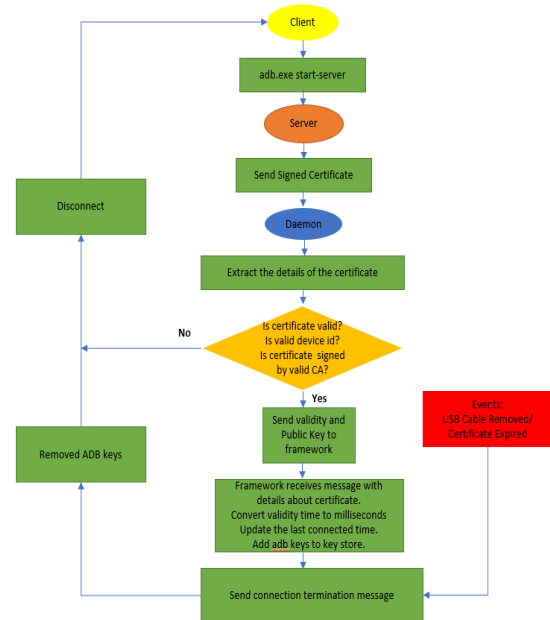 Client
adb.exe start-server
Server
Send Signed Certificate
Disconnect
Daemon
Extract the details of the certificate
No
Is certificate valid?
Is valid device id?
Is certificate signed
by valid CA?
Yes
Events:
USB Cable Removed/
Certificate Expired
Send validity and
Public Key to
framework
Removed ADB keys
Framework receives message with
details about certificate.
Convert validity time to milliseconds
Update the last connected time.
Add adb keys to key store.
Send connection termination message